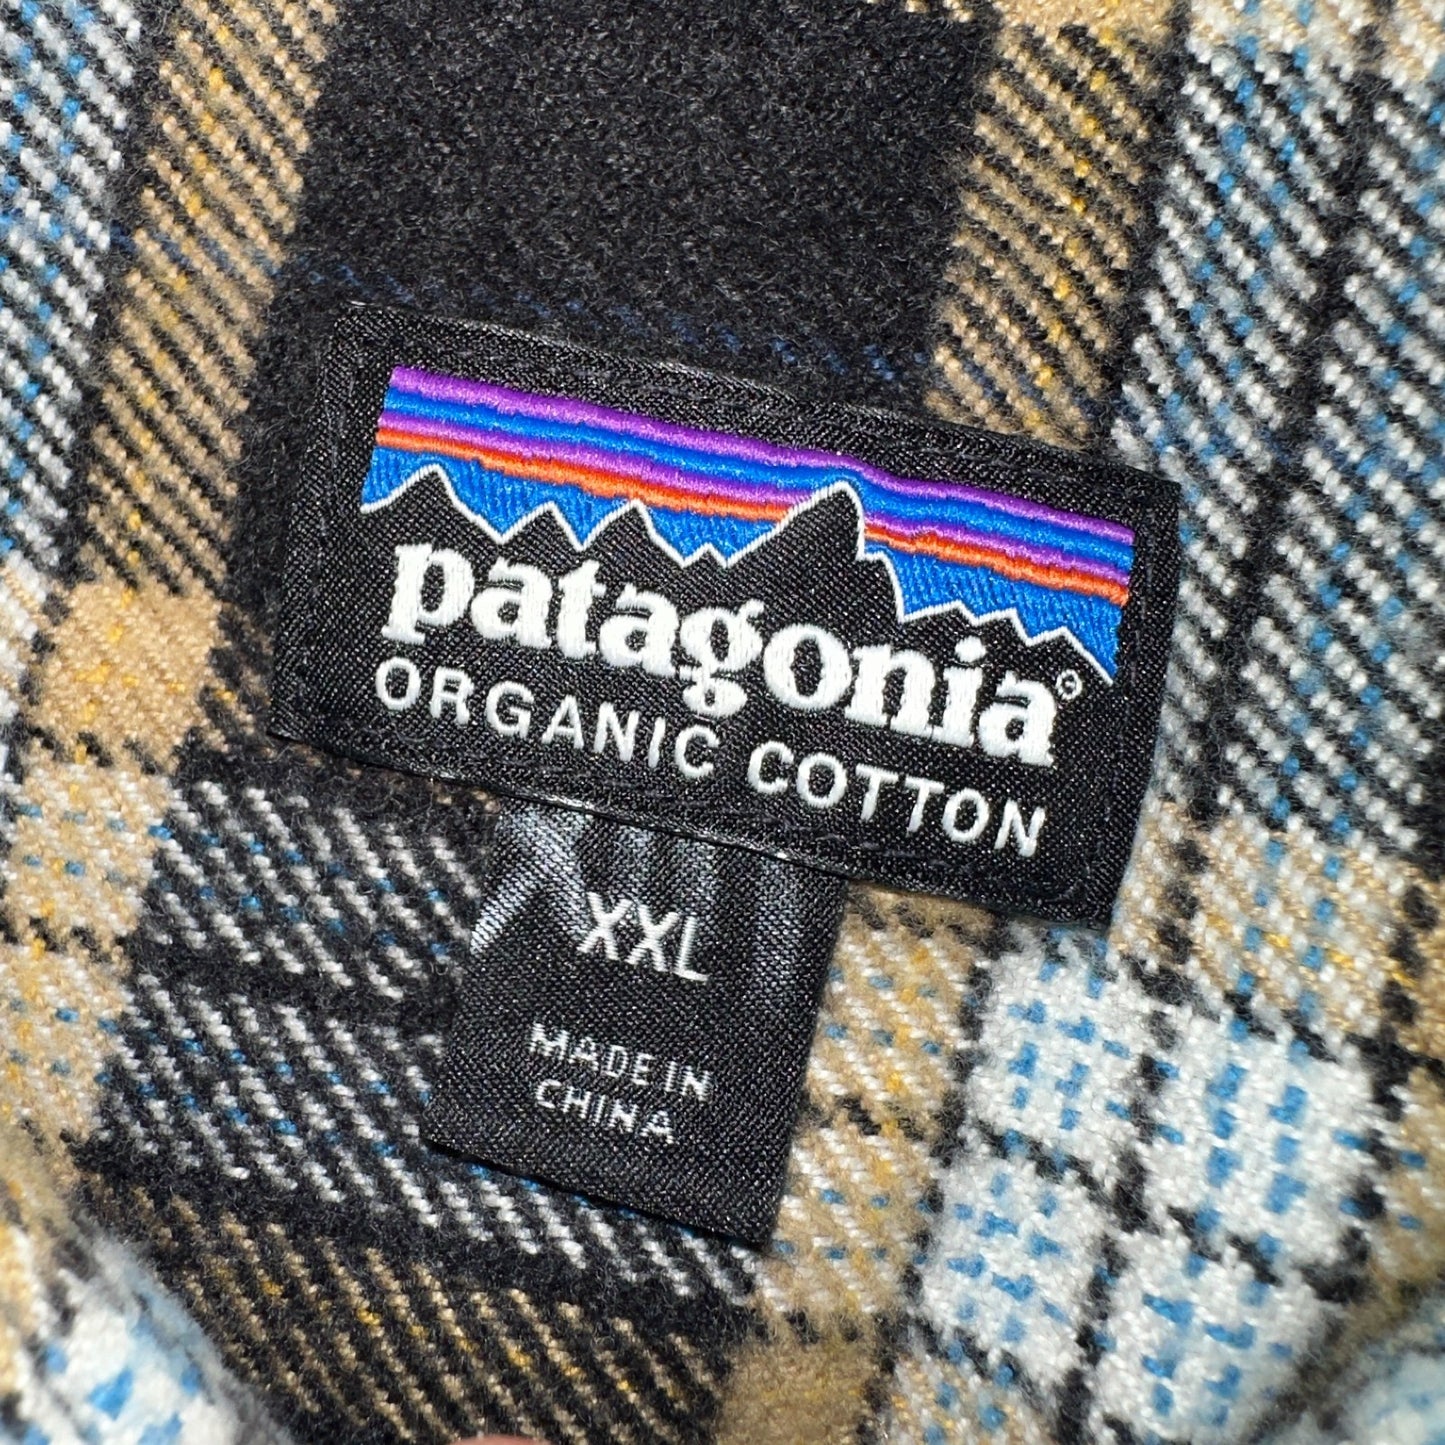 patagonia®
ORGANIC COTTON
XXL
MADE IN
CHINA